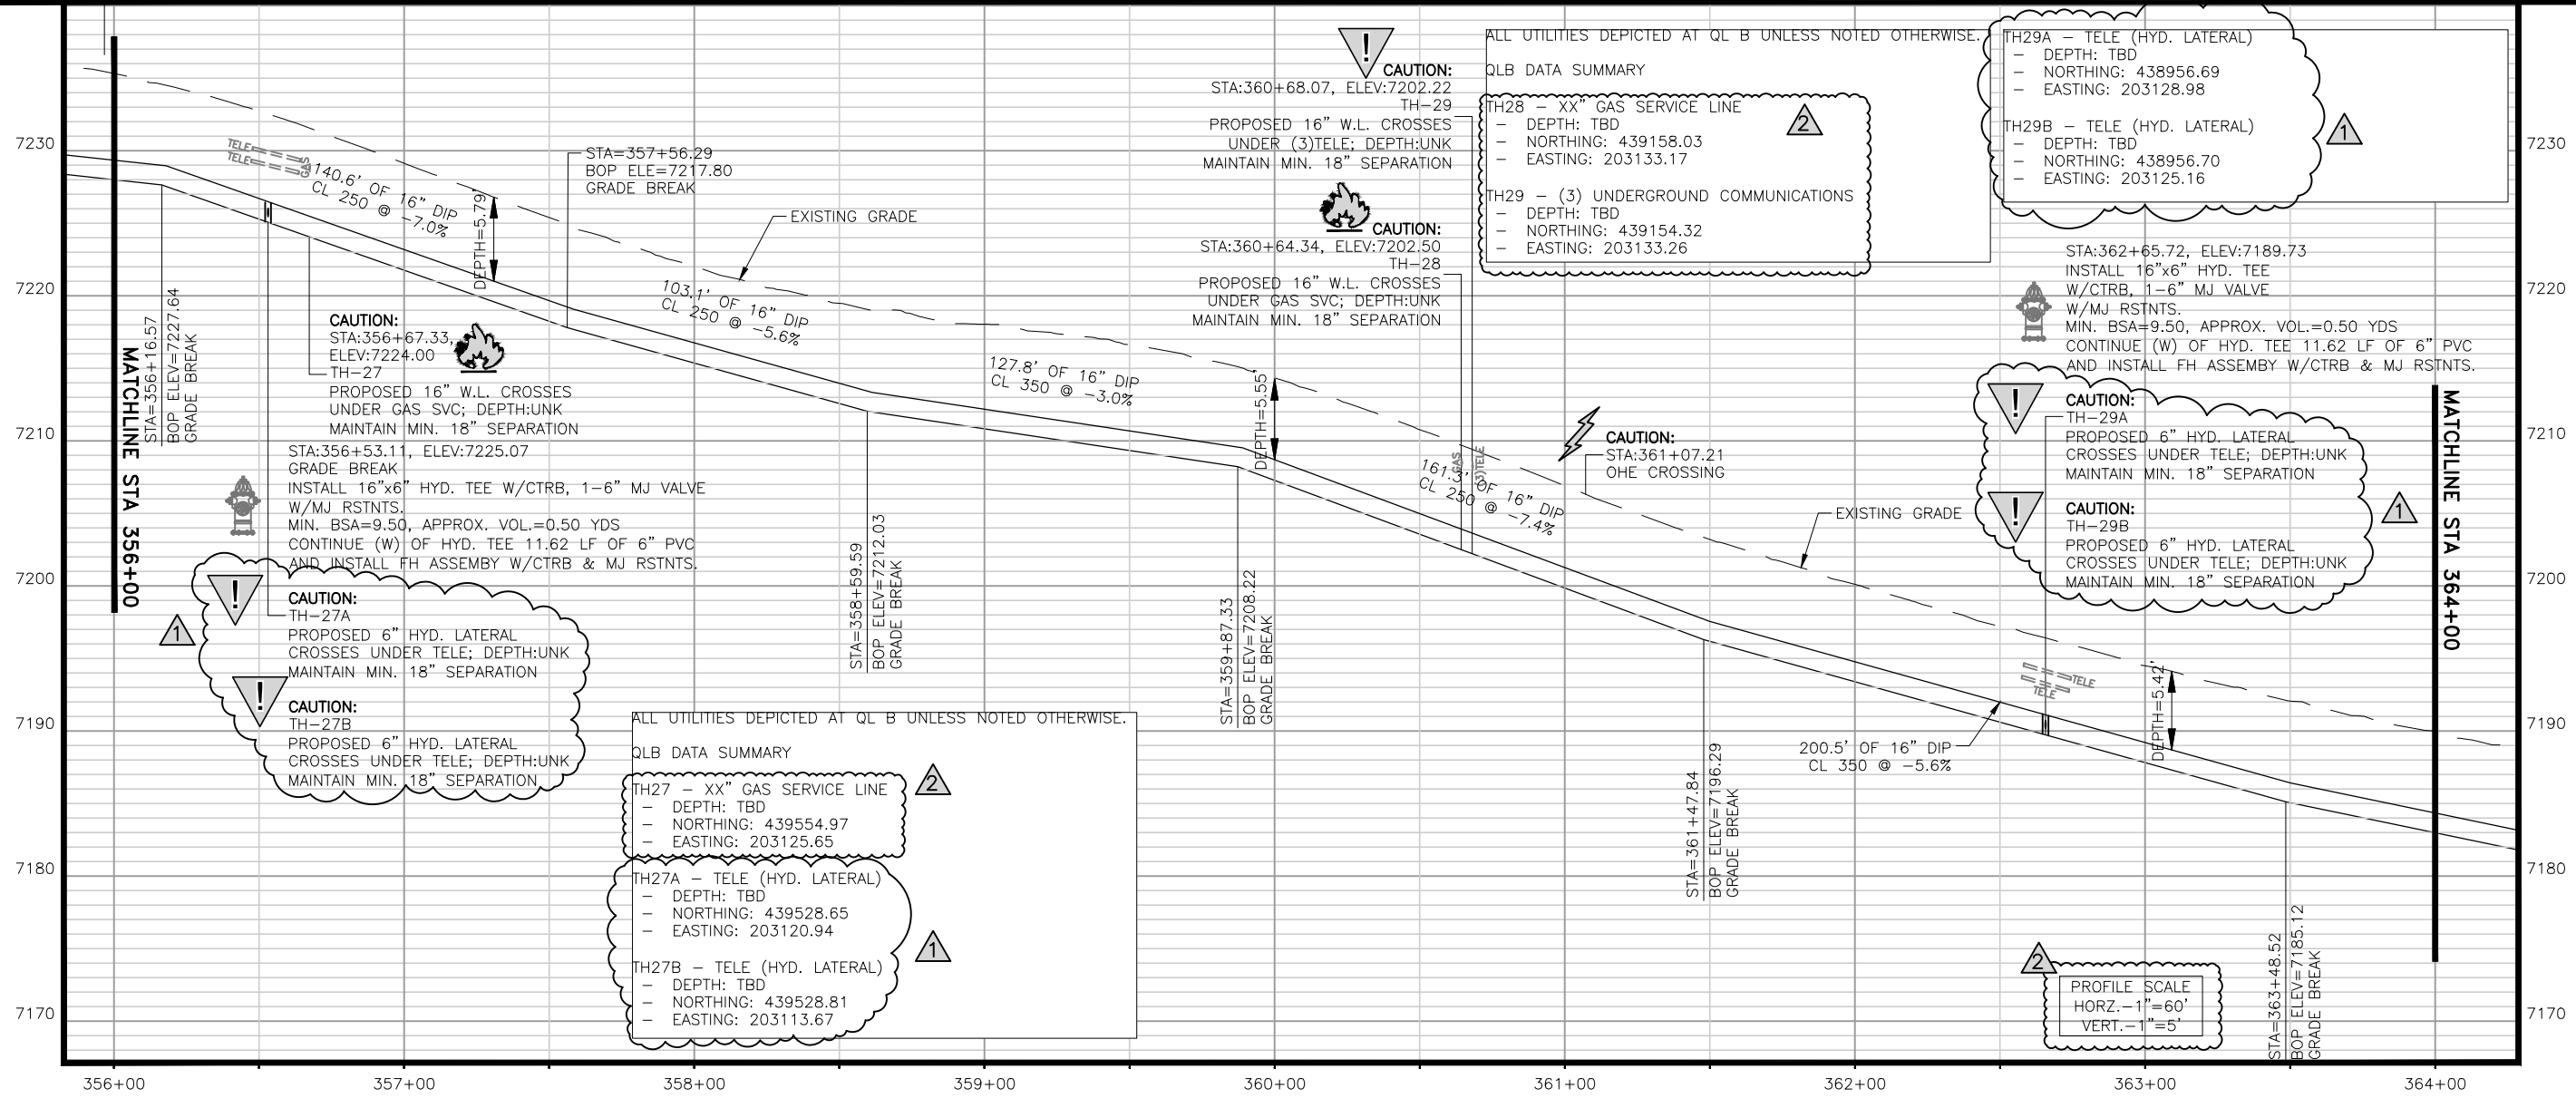 7230
7220
7210
7200
7190
7180
7170
MATCHLINE STA 356+00
STA=356+16.57
BOP ELEV=7227.64
GRADE BREAK
TELE
TELE
GAS
140.6' OF 16" DIP
CL 250 @ -7.0%
DEPTH=5.79'
STA=357+56.29
BOP ELE=7217.80
GRADE BREAK
EXISTING GRADE
103.1' OF 16" DIP
CL 250 @ -5.6%
CAUTION:
STA:356+67.33,
ELEV:7224.00
TH-27
PROPOSED 16" W.L. CROSSES
UNDER GAS SVC; DEPTH:UNK
MAINTAIN MIN. 18" SEPARATION
STA:356+53.11, ELEV:7225.07
GRADE BREAK
INSTALL 16"x6" HYD. TEE W/CTRB, 1-6" MJ VALVE
W/MJ RSTNTS.
MIN. BSA=9.50, APPROX. VOL.=0.50 YDS
CONTINUE (W) OF HYD. TEE 11.62 LF OF 6" PVC
AND INSTALL FH ASSEMBY W/CTRB & MJ RSTNTS.
!
CAUTION:
TH-27A
PROPOSED 6" HYD. LATERAL
CROSSES UNDER TELE; DEPTH:UNK
MAINTAIN MIN. 18" SEPARATION
1
!
CAUTION:
TH-27B
PROPOSED 6" HYD. LATERAL
CROSSES UNDER TELE; DEPTH:UNK
MAINTAIN MIN. 18" SEPARATION
ALL UTILITIES DEPICTED AT QL B UNLESS NOTED OTHERWISE.
QLB DATA SUMMARY
TH27 - XX" GAS SERVICE LINE
- DEPTH: TBD
- NORTHING: 439554.97
- EASTING: 203125.65
2
TH27A - TELE (HYD. LATERAL)
- DEPTH: TBD
- NORTHING: 439528.65
- EASTING: 203120.94
1
TH27B - TELE (HYD. LATERAL)
- DEPTH: TBD
- NORTHING: 439528.81
- EASTING: 203113.67
STA=358+59.59
BOP ELEV=7212.03
GRADE BREAK
127.8' OF 16" DIP
CL 350 @ -3.0%
STA=359+87.33
BOP ELEV=7208.22
GRADE BREAK
DEPTH=5.55'
!
CAUTION:
STA:360+68.07, ELEV:7202.22
TH-29
PROPOSED 16" W.L. CROSSES
UNDER (3)TELE; DEPTH:UNK
MAINTAIN MIN. 18" SEPARATION
CAUTION:
STA:360+64.34, ELEV:7202.50
TH-28
PROPOSED 16" W.L. CROSSES
UNDER GAS SVC; DEPTH:UNK
MAINTAIN MIN. 18" SEPARATION
ALL UTILITIES DEPICTED AT QL B UNLESS NOTED OTHERWISE.
QLB DATA SUMMARY
TH28 - XX" GAS SERVICE LINE
- DEPTH: TBD
- NORTHING: 439158.03
- EASTING: 203133.17
2
TH29 - (3) UNDERGROUND COMMUNICATIONS
- DEPTH: TBD
- NORTHING: 439154.32
- EASTING: 203133.26
TH29A - TELE (HYD. LATERAL)
- DEPTH: TBD
- NORTHING: 438956.69
- EASTING: 203128.98
TH29B - TELE (HYD. LATERAL)
- DEPTH: TBD
- NORTHING: 438956.70
- EASTING: 203125.16
1
GAS
(3)TELE
161.3' OF 16" DIP
CL 250 @ -7.4%
CAUTION:
STA:361+07.21
OHE CROSSING
EXISTING GRADE
STA:362+65.72, ELEV:7189.73
INSTALL 16"x6" HYD. TEE
W/CTRB, 1-6" MJ VALVE
W/MJ RSTNTS.
MIN. BSA=9.50, APPROX. VOL.=0.50 YDS
CONTINUE (W) OF HYD. TEE 11.62 LF OF 6" PVC
AND INSTALL FH ASSEMBY W/CTRB & MJ RSTNTS.
!
CAUTION:
TH-29A
PROPOSED 6" HYD. LATERAL
CROSSES UNDER TELE; DEPTH:UNK
MAINTAIN MIN. 18" SEPARATION
!
CAUTION:
TH-29B
PROPOSED 6" HYD. LATERAL
CROSSES UNDER TELE; DEPTH:UNK
MAINTAIN MIN. 18" SEPARATION
1
TELE
TELE
DEPTH=5.42'
200.5' OF 16" DIP
CL 350 @ -5.6%
STA=361+47.84
BOP ELEV=7196.29
GRADE BREAK
2
PROFILE SCALE
HORZ.-1"=60'
VERT.-1"=5'
STA=363+48.52
BOP ELEV=7185.12
GRADE BREAK
MATCHLINE STA 364+00
7230
7220
7210
7200
7190
7180
7170
356+00
357+00
358+00
359+00
360+00
361+00
362+00
363+00
364+00